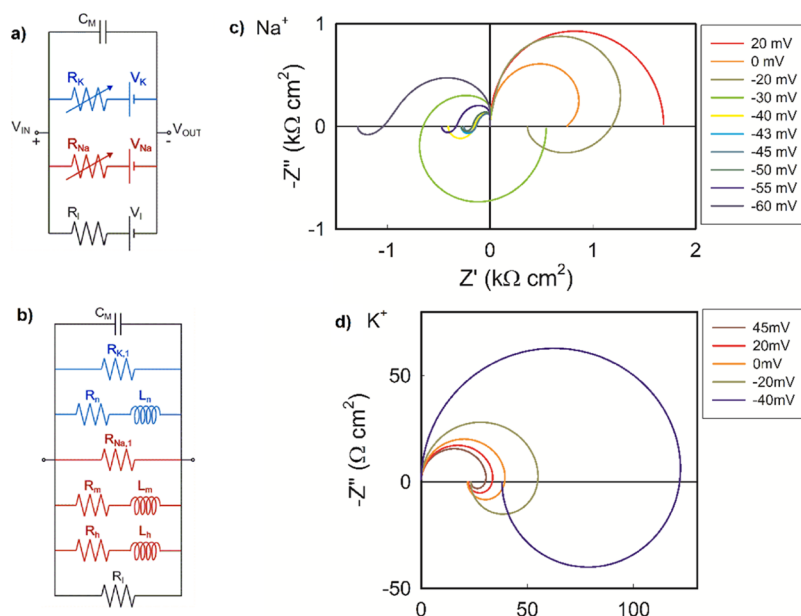 a)
C_M
R_K
V_K
V_IN
+
V_OUT
-
R_Na
V_Na
R_l
V_l
b)
C_M
R_K,1
R_n
L_n
R_Na,1
R_m
L_m
R_h
L_h
R_l
c) Na⁺
1
0
-1
-Z'' (kΩ cm²)
-1
0
1
2
Z' (kΩ cm²)
20 mV
0 mV
-20 mV
-30 mV
-40 mV
-43 mV
-45 mV
-50 mV
-55 mV
-60 mV
d) K⁺
50
0
-50
-Z'' (Ω cm²)
0
50
100
45mV
20mV
0mV
-20mV
-40mV